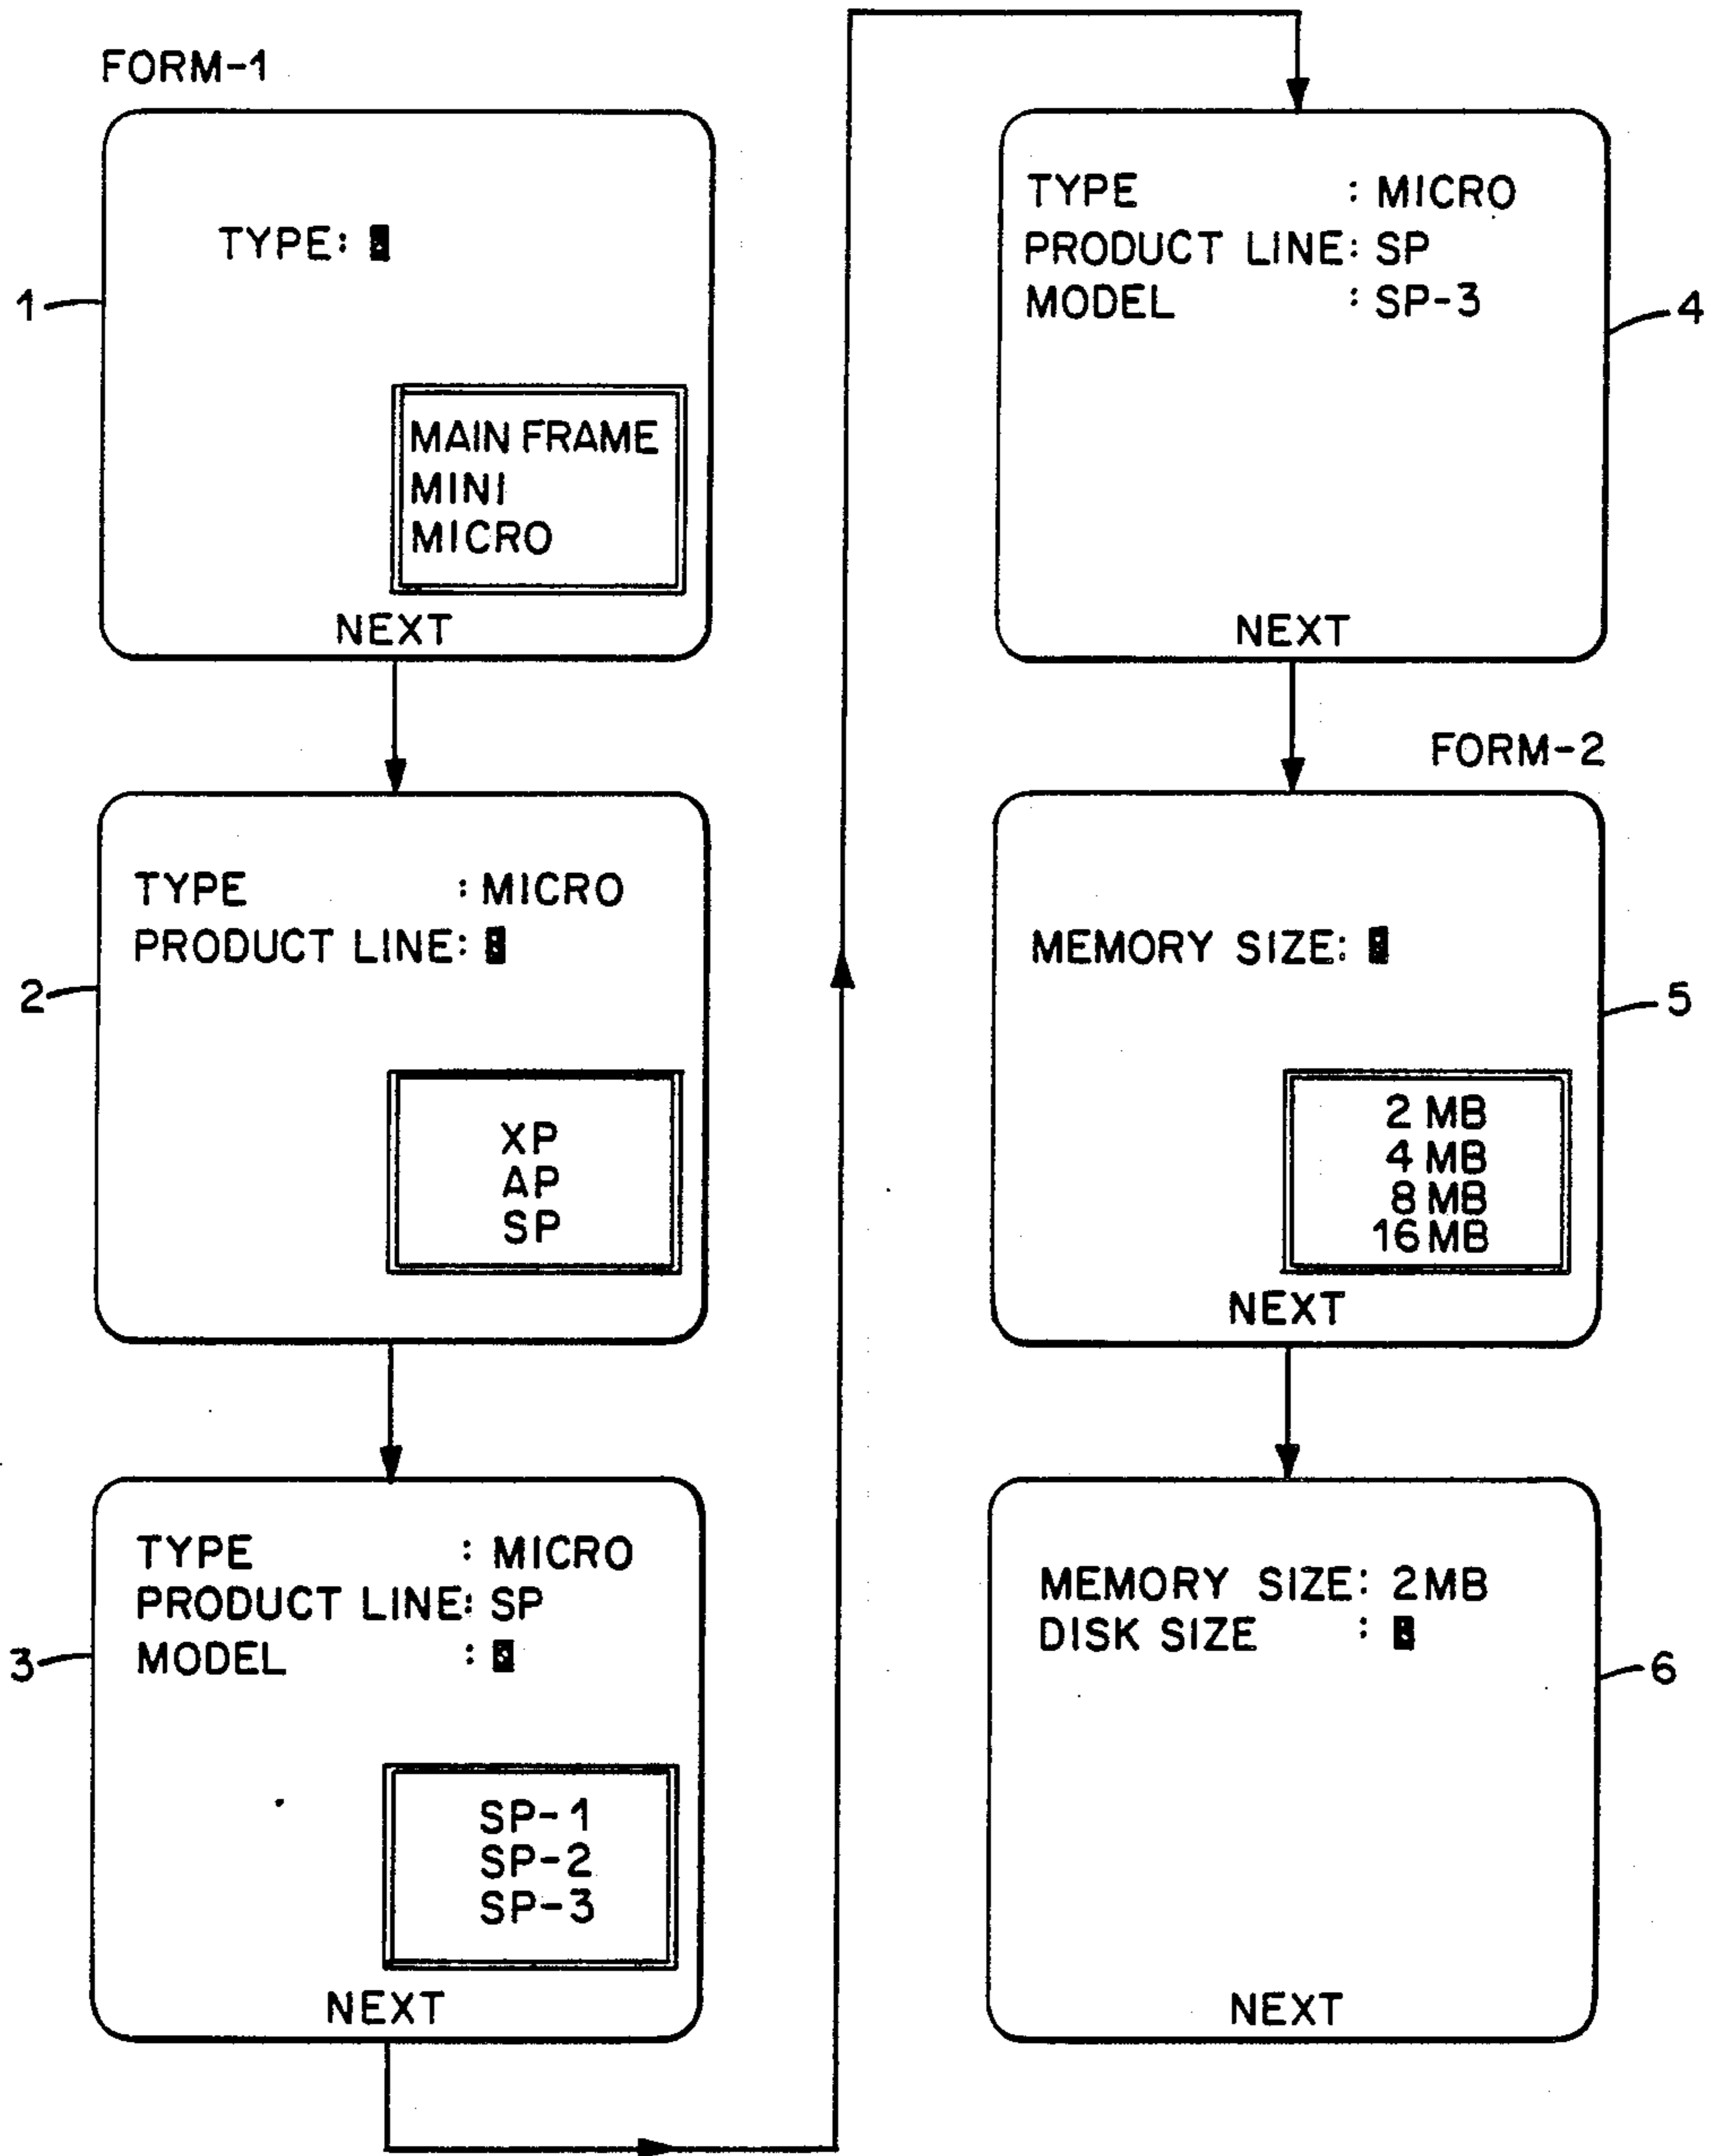 FORM-1
TYPE:
1
MAIN FRAME
MINI
MICRO
NEXT
TYPE : MICRO
PRODUCT LINE:
2
XP
AP
SP
TYPE : MICRO
PRODUCT LINE: SP
MODEL :
3
SP-1
SP-2
SP-3
NEXT
TYPE : MICRO
PRODUCT LINE: SP
MODEL : SP-3
4
NEXT
FORM-2
MEMORY SIZE:
5
2 MB
4 MB
8 MB
16 MB
NEXT
MEMORY SIZE: 2MB
DISK SIZE :
6
NEXT